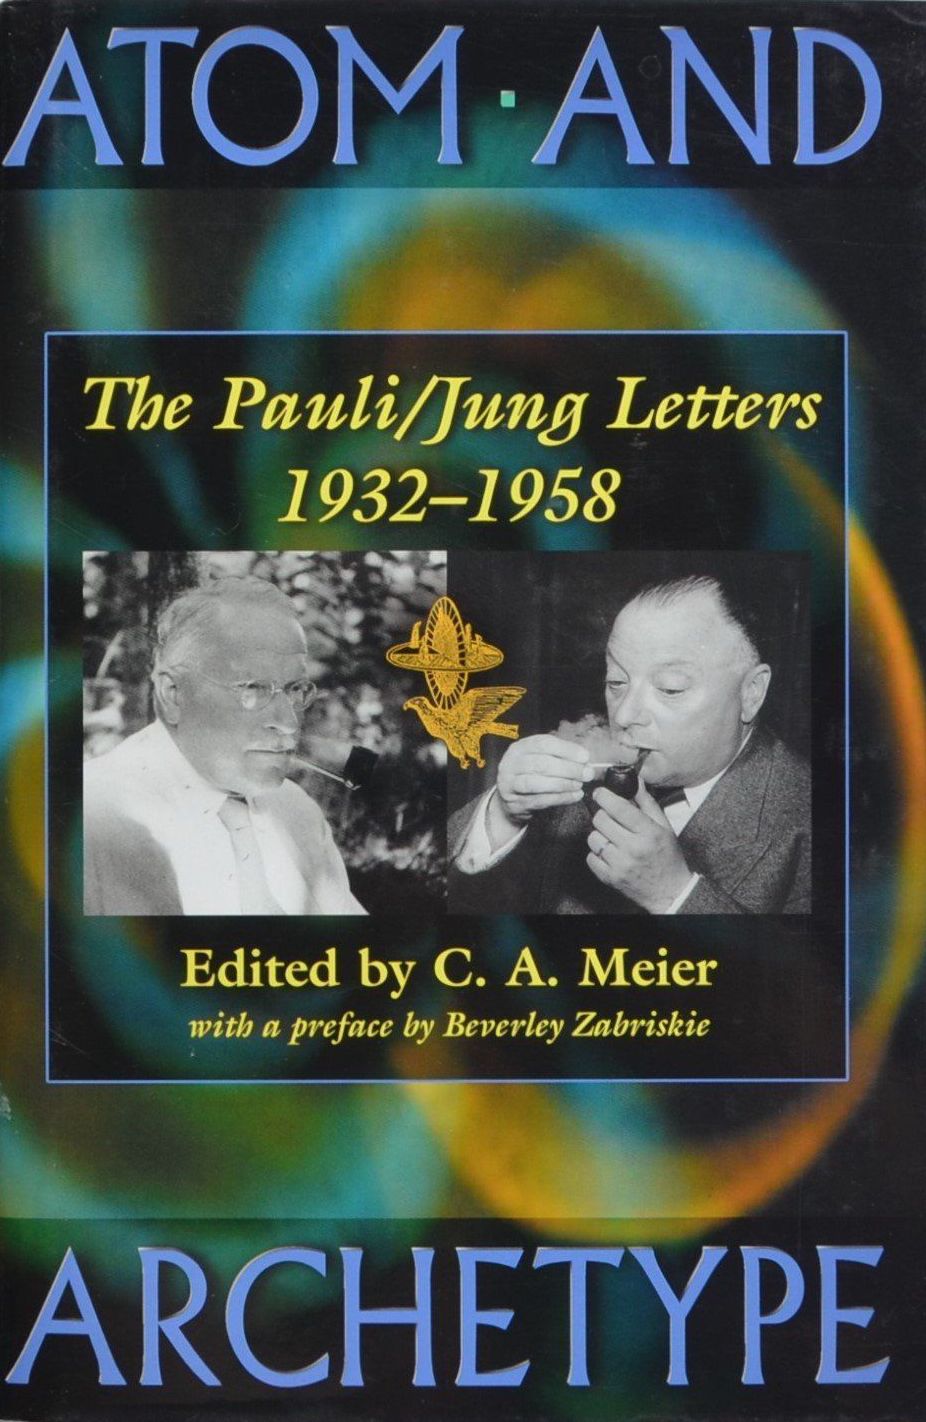 ATOM · AND
The Pauli/Jung Letters
1932–1958
Edited by C. A. Meier
with a preface by Beverley Zabriskie
ARCHETYPE